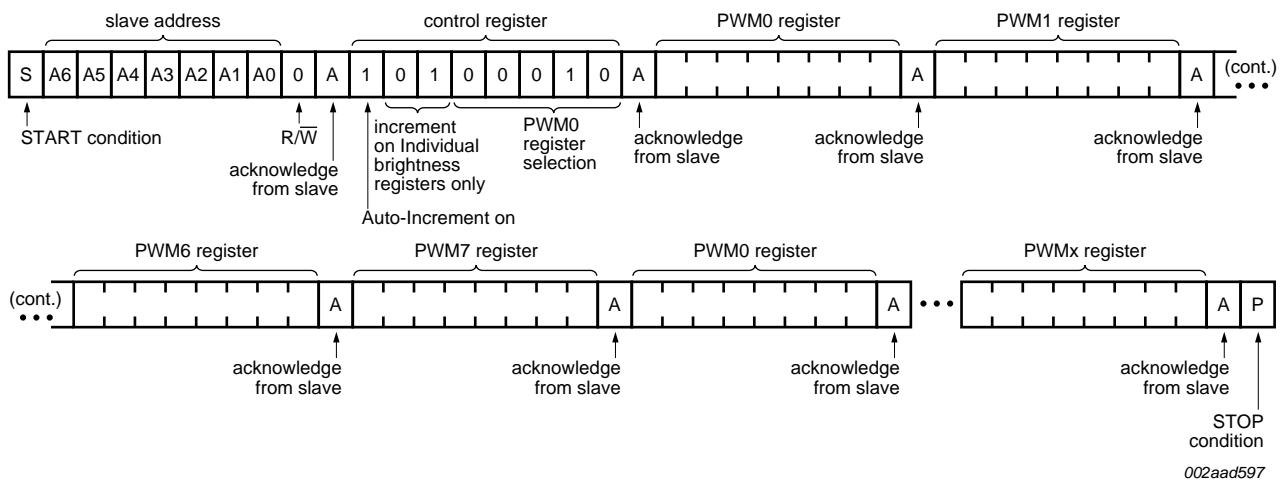 slave address
control register
PWM0 register
PWM1 register
S A6 A5 A4 A3 A2 A1 A0 0 A 1 0 1 0 0 0 1 0 A A A (cont.)
START condition
R/W̅
acknowledge
from slave
Auto-Increment on
increment
on Individual
brightness
registers only
PWM0
register
selection
acknowledge
from slave
acknowledge
from slave
acknowledge
from slave
PWM6 register
PWM7 register
PWM0 register
PWMx register
(cont.) A A A A P
acknowledge
from slave
acknowledge
from slave
acknowledge
from slave
acknowledge
from slave
STOP
condition
002aad597